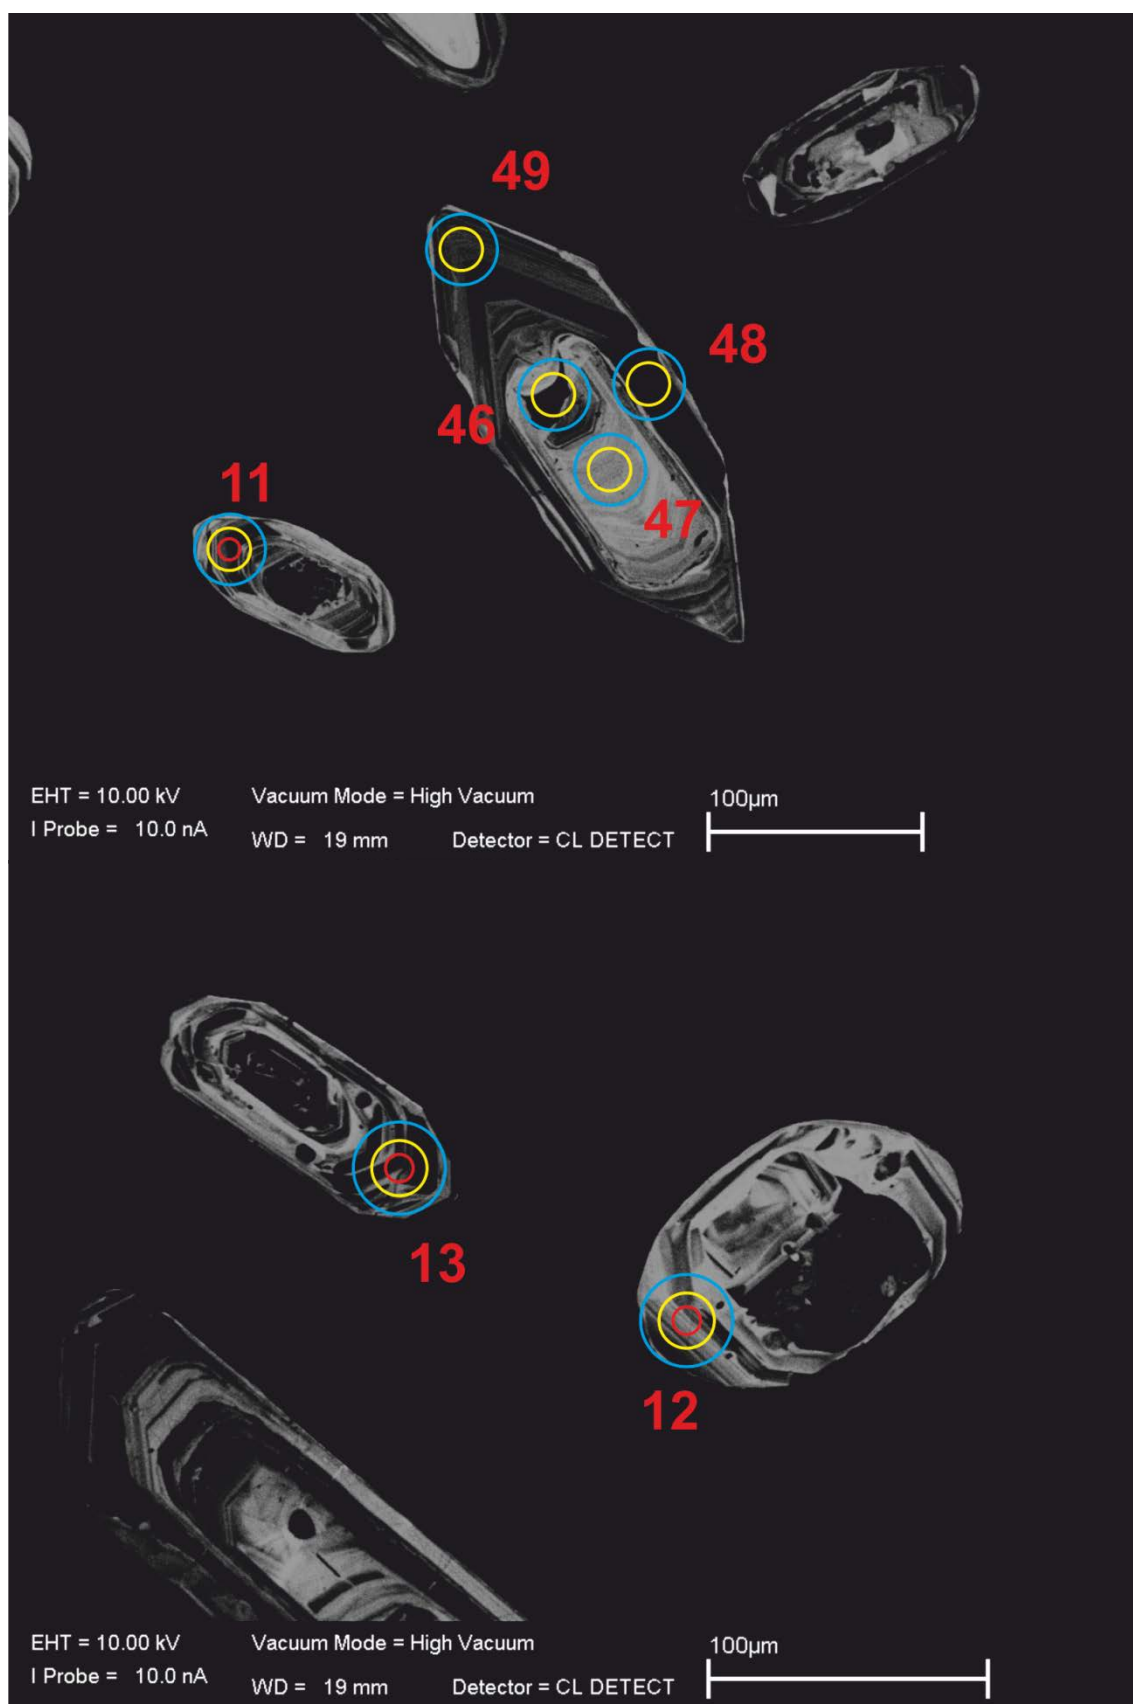 49
48
46
47
11
EHT = 10.00 kV
Vacuum Mode = High Vacuum
100µm
I Probe = 10.0 nA
WD = 19 mm
Detector = CL DETECT
13
12
EHT = 10.00 kV
Vacuum Mode = High Vacuum
100µm
I Probe = 10.0 nA
WD = 19 mm
Detector = CL DETECT